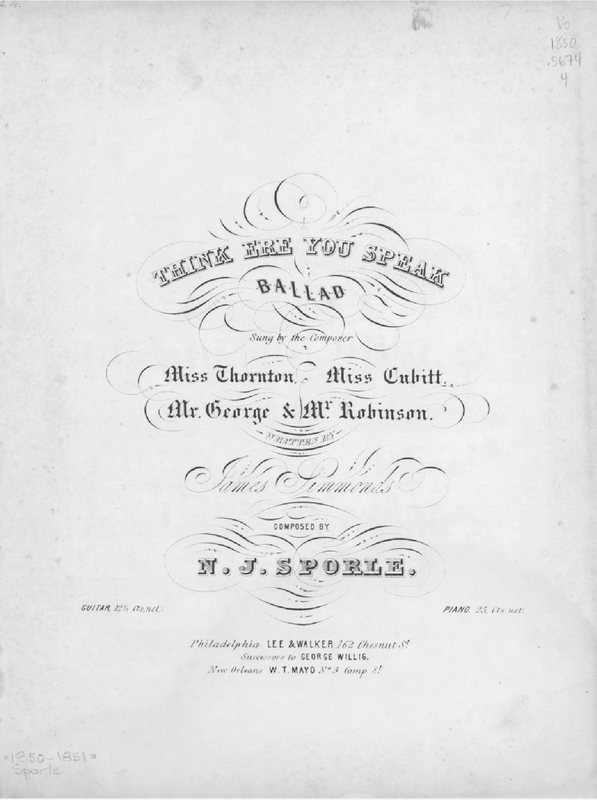 Vo
1850
.S674
4
THINK ERE YOU SPEAK
BALLAD
Sung by the Composer
Miss Thornton, Miss Cubitt,
Mr. George & Mr. Robinson.
WRITTEN BY
James Simmonds
COMPOSED BY
N. J. SPORLE.
GUITAR, 12½ Cts. net.
PIANO, 25, Cts. net.
Philadelphia LEE & WALKER 162 Chesnut St.
Successors to GEORGE WILLIG.
New Orleans W. T. MAYO No. 5 Camp St.
=1850-1851=
Sporle